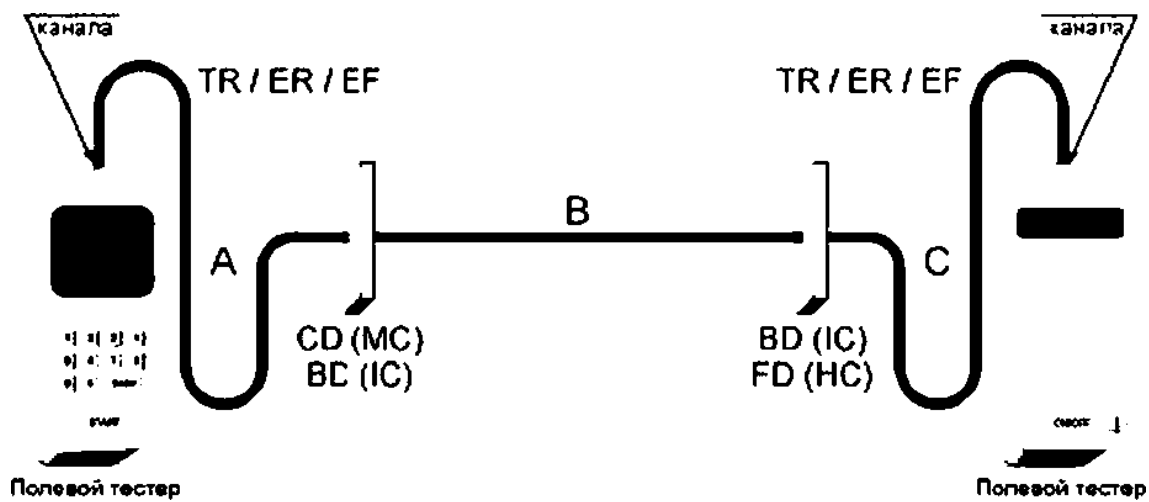 канала
канала
TR / ER / EF
TR / ER / EF
B
A
C
CD (MC)
BD (IC)
BD (IC)
FD (HC)
Полевой тестер
Полевой тестер